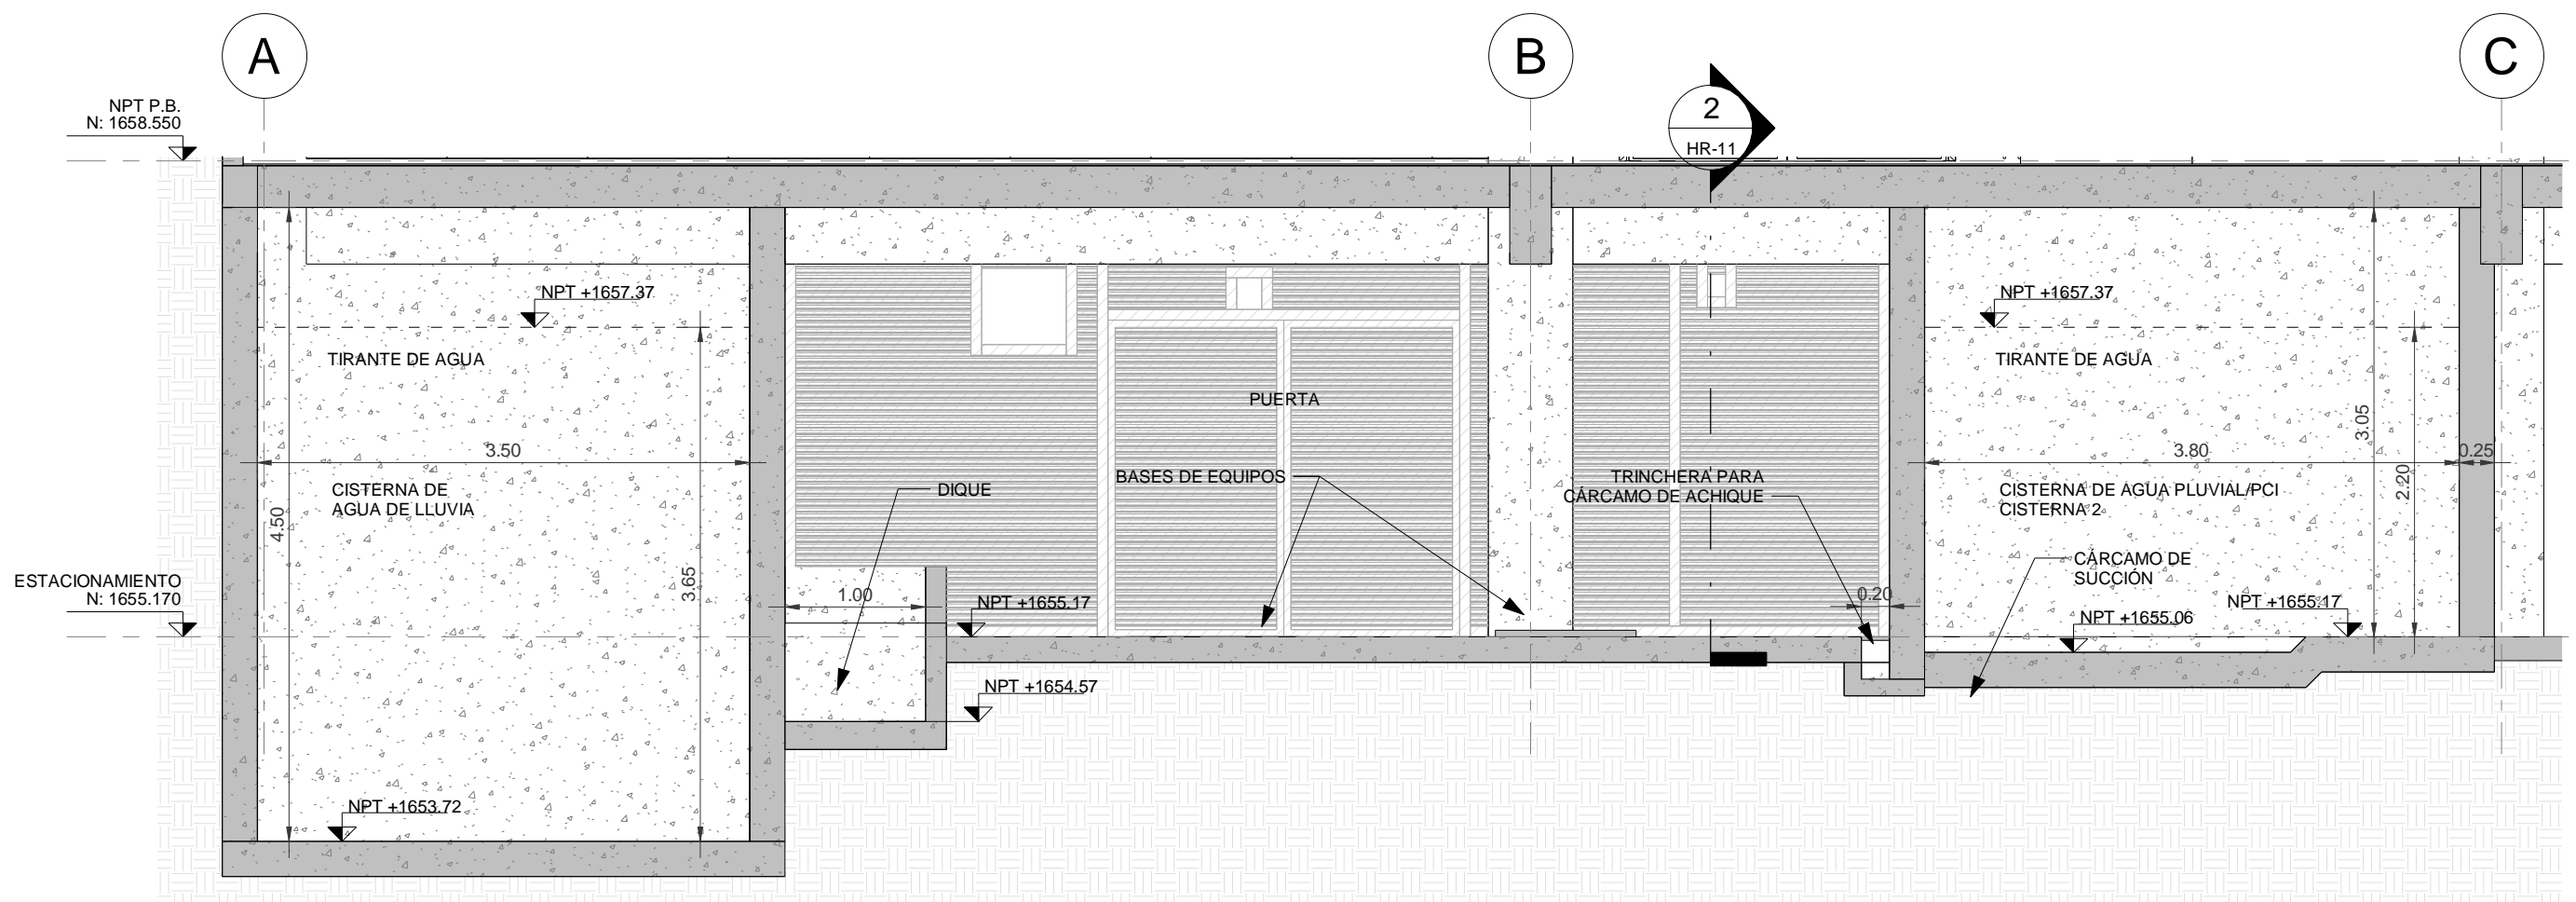 A
B
C
NPT P.B.
N: 1658.550
2
HR-11
NPT +1657.37
TIRANTE DE AGUA
3.50
CISTERNA DE
AGUA DE LLUVIA
4.50
3.65
NPT +1653.72
ESTACIONAMIENTO
N: 1655.170
PUERTA
BASES DE EQUIPOS
DIQUE
1.00
NPT +1655.17
NPT +1654.57
TRINCHERA PARA
CÁRCAMO DE ACHIQUE
0.20
NPT +1657.37
TIRANTE DE AGUA
3.05
3.80
0.25
2.20
CISTERNA DE AGUA PLUVIAL/PCI
CISTERNA 2
CÁRCAMO DE
SUCCIÓN
NPT +1655.17
NPT +1655.06